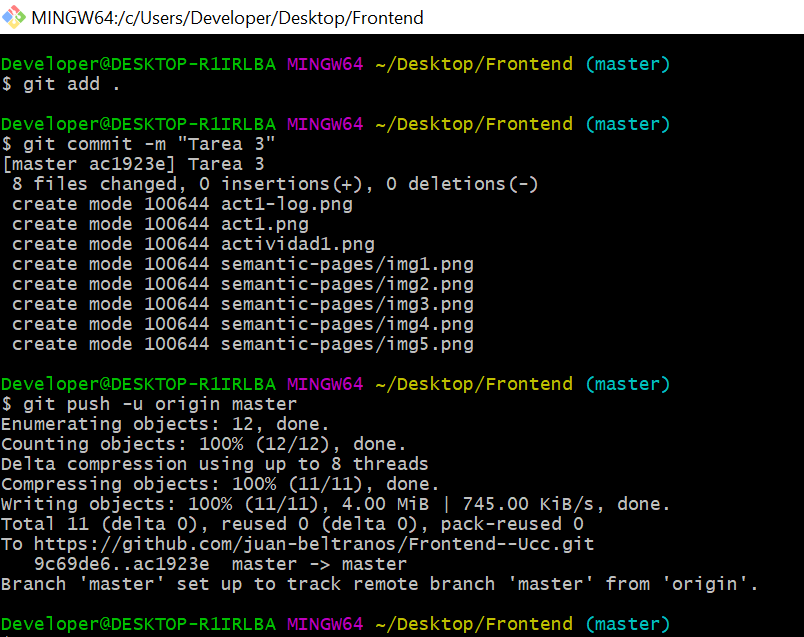 MINGW64:/c/Users/Developer/Desktop/Frontend
Developer@DESKTOP-R1IRLBA MINGW64 ~/Desktop/Frontend (master)
$ git add .
Developer@DESKTOP-R1IRLBA MINGW64 ~/Desktop/Frontend (master)
$ git commit -m "Tarea 3"
[master ac1923e] Tarea 3
 8 files changed, 0 insertions(+), 0 deletions(-)
 create mode 100644 act1-log.png
 create mode 100644 act1.png
 create mode 100644 actividad1.png
 create mode 100644 semantic-pages/img1.png
 create mode 100644 semantic-pages/img2.png
 create mode 100644 semantic-pages/img3.png
 create mode 100644 semantic-pages/img4.png
 create mode 100644 semantic-pages/img5.png
Developer@DESKTOP-R1IRLBA MINGW64 ~/Desktop/Frontend (master)
$ git push -u origin master
Enumerating objects: 12, done.
Counting objects: 100% (12/12), done.
Delta compression using up to 8 threads
Compressing objects: 100% (11/11), done.
Writing objects: 100% (11/11), 4.00 MiB | 745.00 KiB/s, done.
Total 11 (delta 0), reused 0 (delta 0), pack-reused 0
To https://github.com/juan-beltranos/Frontend--Ucc.git
   9c69de6..ac1923e  master -> master
Branch 'master' set up to track remote branch 'master' from 'origin'.
Developer@DESKTOP-R1IRLBA MINGW64 ~/Desktop/Frontend (master)